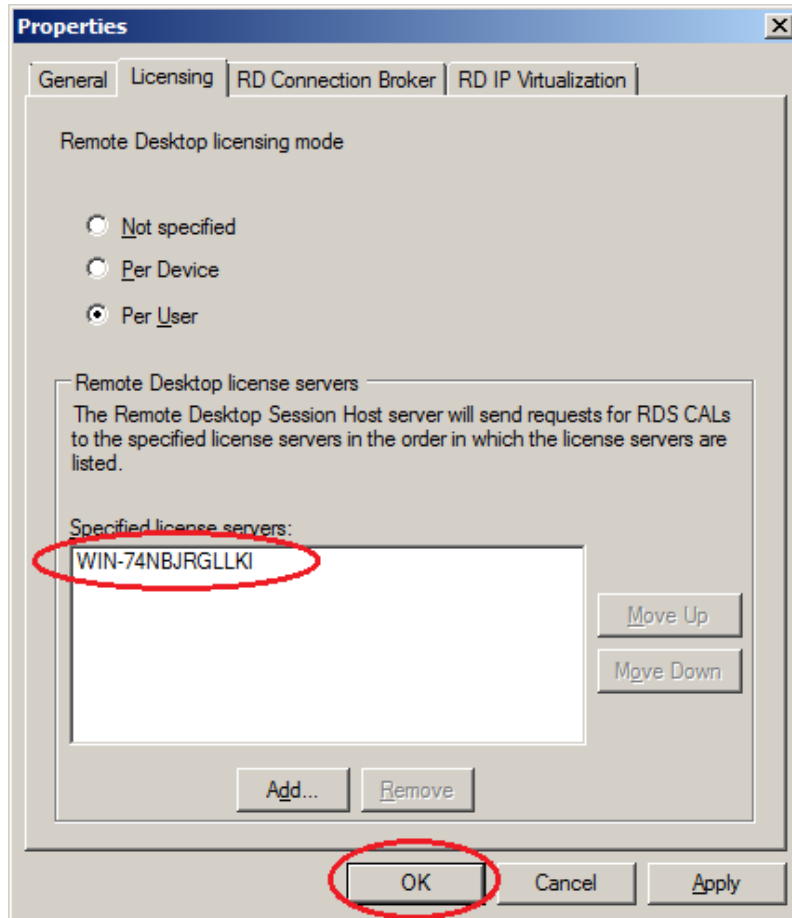 Properties
General Licensing RD Connection Broker RD IP Virtualization
Remote Desktop licensing mode
Not specified
Per Device
Per User
Remote Desktop license servers
The Remote Desktop Session Host server will send requests for RDS CALs
to the specified license servers in the order in which the license servers are
listed.
Specified license servers:
WIN-74NBJRGLLKI
Move Up
Move Down
Add... Remove
OK Cancel Apply